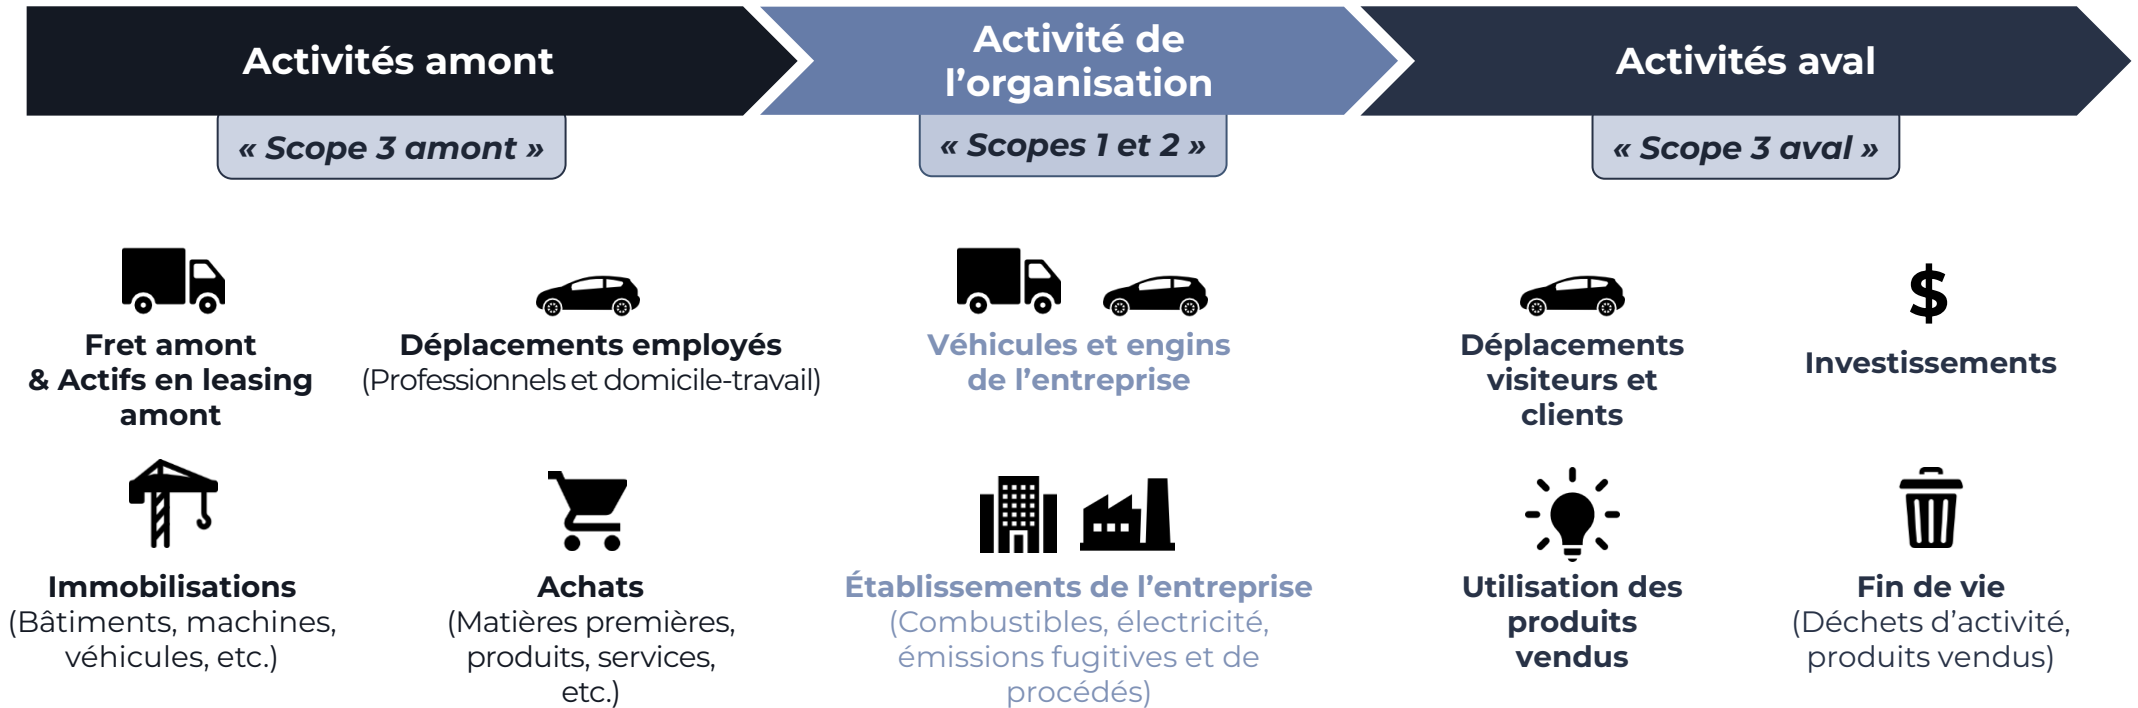 Activités amont
Activité de
l’organisation
Activités aval
« Scope 3 amont »
« Scopes 1 et 2 »
« Scope 3 aval »
Fret amont
& Actifs en leasing
amont
Déplacements employés
(Professionnels et domicile-travail)
Véhicules et engins
de l’entreprise
Déplacements
visiteurs et
clients
$
Investissements
Immobilisations
(Bâtiments, machines,
véhicules, etc.)
Achats
(Matières premières,
produits, services,
etc.)
Établissements de l’entreprise
(Combustibles, électricité,
émissions fugitives et de
procédés)
Utilisation des
produits
vendus
Fin de vie
(Déchets d’activité,
produits vendus)